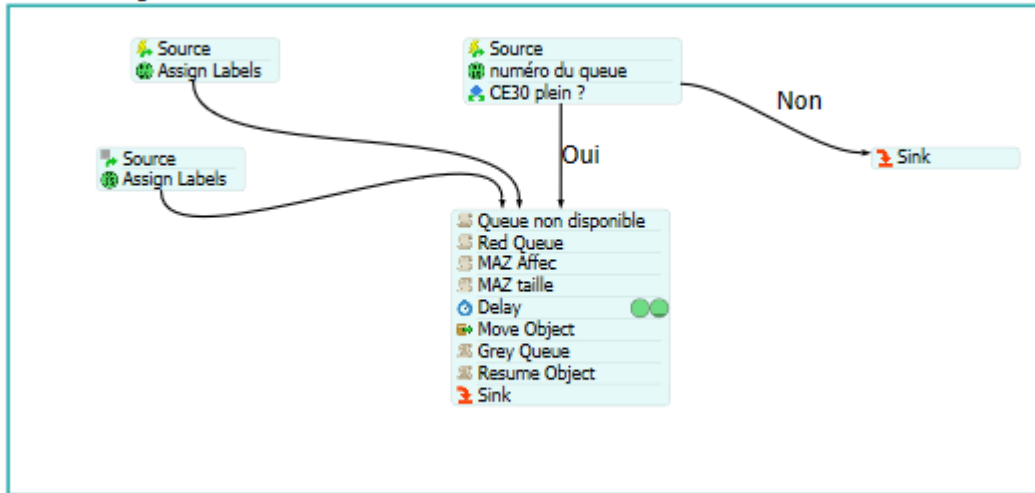 Source
Assign Labels
Source
numéro du queue
CE30 plein ?
Non
Oui
Source
Assign Labels
Sink
Queue non disponible
Red Queue
MAZ Affec
MAZ taille
Delay
Move Object
Grey Queue
Resume Object
Sink